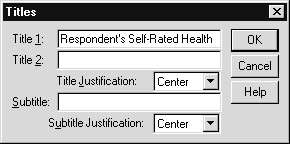 Titles
Title 1: Respondent's Self-Rated Health OK
Title 2:
Cancel
Title Justification: Center
Help
Subtitle:
Subtitle Justification: Center